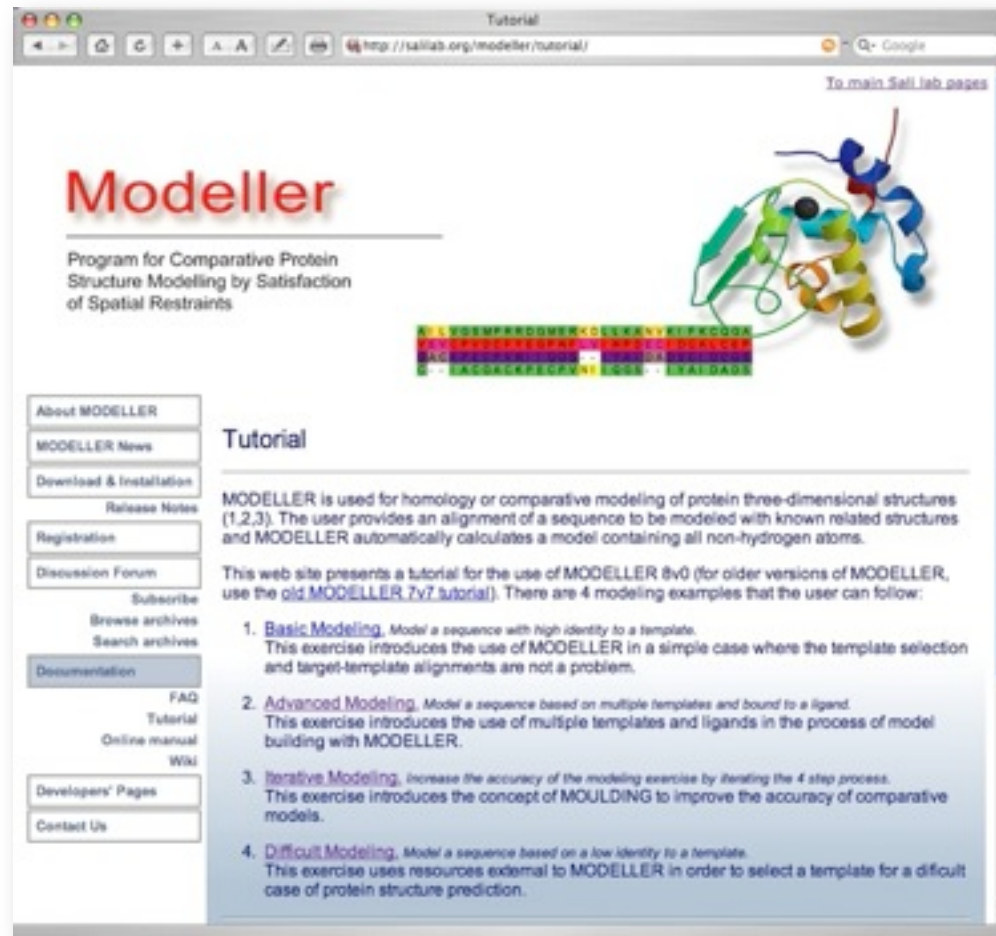 Tutorial
A A
http://salilab.org/modeller/tutorial/
Google
To main Sali lab pages
Modeller
Program for Comparative Protein
Structure Modelling by Satisfaction
of Spatial Restraints
About MODELLER
MODELLER News
Download & Installation
Release Notes
Registration
Discussion Forum
Subscribe
Browse archives
Search archives
Documentation
FAQ
Tutorial
Online manual
Wiki
Developers' Pages
Contact Us
Tutorial
MODELLER is used for homology or comparative modeling of protein three-dimensional structures
(1,2,3). The user provides an alignment of a sequence to be modeled with known related structures
and MODELLER automatically calculates a model containing all non-hydrogen atoms.
This web site presents a tutorial for the use of MODELLER 8v0 (for older versions of MODELLER,
use the old MODELLER 7v7 tutorial). There are 4 modeling examples that the user can follow:
1. Basic Modeling. Model a sequence with high identity to a template.
This exercise introduces the use of MODELLER in a simple case where the template selection
and target-template alignments are not a problem.
2. Advanced Modeling. Model a sequence based on multiple templates and bound to a ligand.
This exercise introduces the use of multiple templates and ligands in the process of model
building with MODELLER.
3. Iterative Modeling. Increase the accuracy of the modeling exercise by iterating the 4 step process.
This exercise introduces the concept of MOULDING to improve the accuracy of comparative
models.
4. Difficult Modeling. Model a sequence based on a low identity to a template.
This exercise uses resources external to MODELLER in order to select a template for a dificult
case of protein structure prediction.